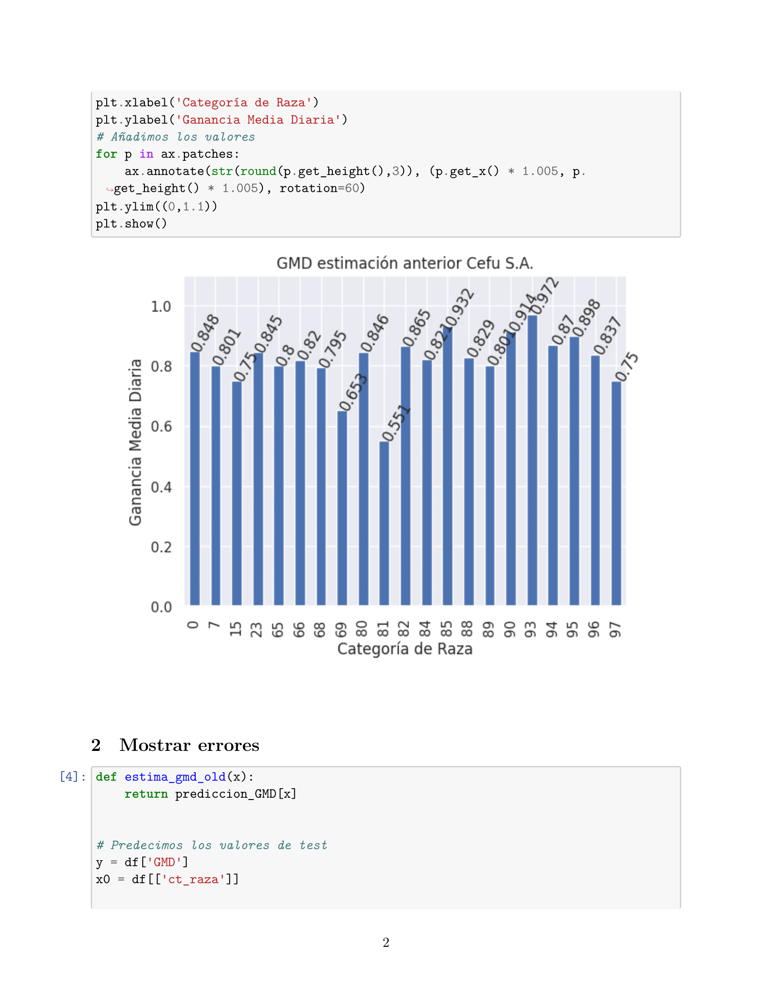 plt.xlabel('Categoría de Raza')
plt.ylabel('Ganancia Media Diaria')
# Añadimos los valores
for p in ax.patches:
    ax.annotate(str(round(p.get_height(),3)), (p.get_x() * 1.005, p.
↪get_height() * 1.005), rotation=60)
plt.ylim((0,1.1))
plt.show()
GMD estimación anterior Cefu S.A.
Ganancia Media Diaria
1.0
0.8
0.6
0.4
0.2
0.0
0.848
0.801
0.75
0.845
0.8
0.82
0.795
0.653
0.846
0.551
0.865
0.821
0.932
0.829
0.801
0.914
0.972
0.87
0.898
0.837
0.75
0 7 15 23 65 66 68 69 80 81 82 84 85 88 89 90 93 94 95 96 97
Categoría de Raza
2 Mostrar errores
[4]: def estima_gmd_old(x):
    return prediccion_GMD[x]
# Predecimos los valores de test
y = df['GMD']
x0 = df[['ct_raza']]
2